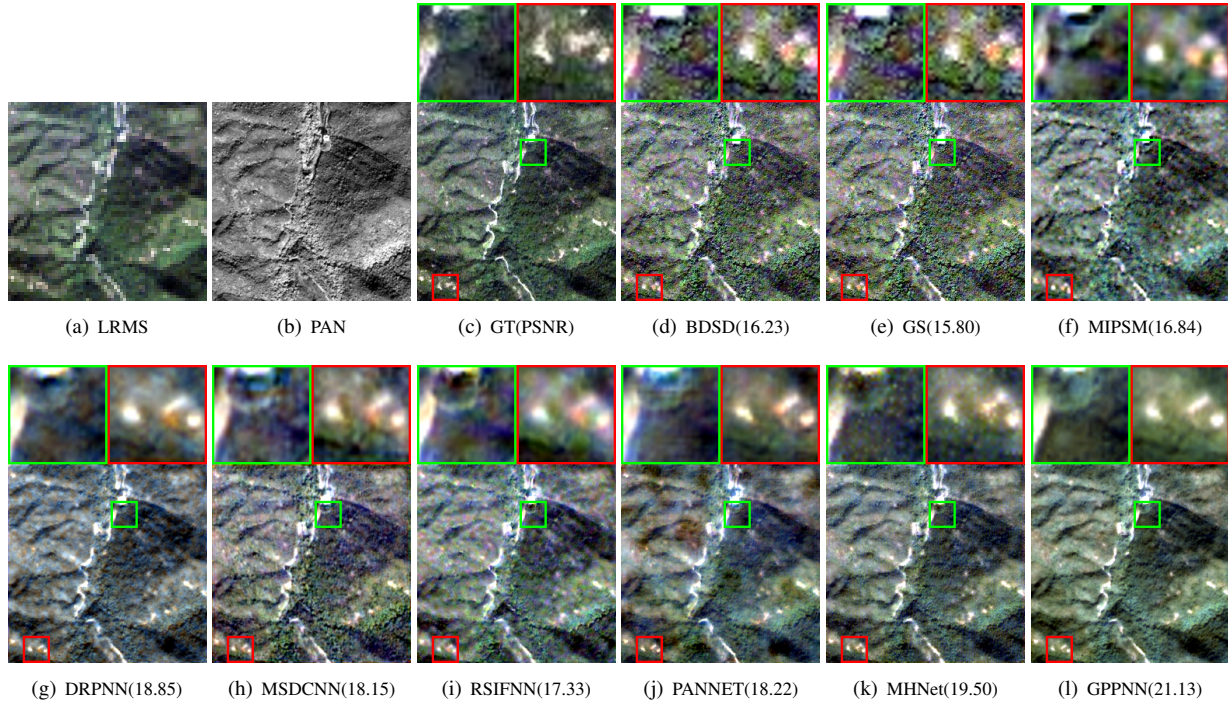 (a) LRMS
(b) PAN
(c) GT(PSNR)
(d) BDSD(16.23)
(e) GS(15.80)
(f) MIPSM(16.84)
(g) DRPNN(18.85)
(h) MSDCNN(18.15)
(i) RSIFNN(17.33)
(j) PANNET(18.22)
(k) MHNet(19.50)
(l) GPPNN(21.13)